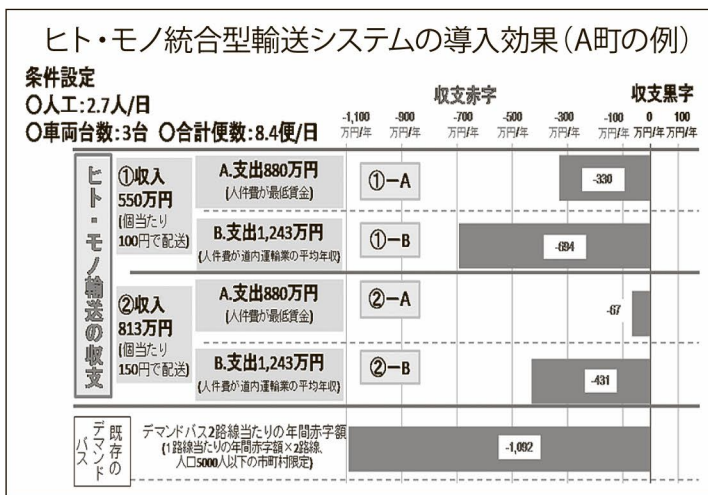 ヒト・モノ統合型輸送システムの導入効果(A町の例)
条件設定
○人工:2.7人/日
○車両台数:3台 ○合計便数:8.4便/日
収支赤字
収支黒字
-1,100 -900 -700 -500 -300 -100 0 100
万円/年 万円/年 万円/年 万円/年 万円/年 万円/年 万円/年 万円/年
ヒト・モノ輸送の収支
①収入
550万円
(個当たり
100円で配送)
A.支出880万円
(人件費が最低賃金)
①-A
-330
B.支出1,243万円
(人件費が道内運輸業の平均年収)
①-B
-694
②収入
813万円
(個当たり
150円で配送)
A.支出880万円
(人件費が最低賃金)
②-A
-67
B.支出1,243万円
(人件費が道内運輸業の平均年収)
②-B
-431
既存の
デマンド
バス
デマンドバス2路線当たりの年間赤字額
(1路線当たりの年間赤字額×2路線、
人口5000人以下の市町村限定)
-1,092